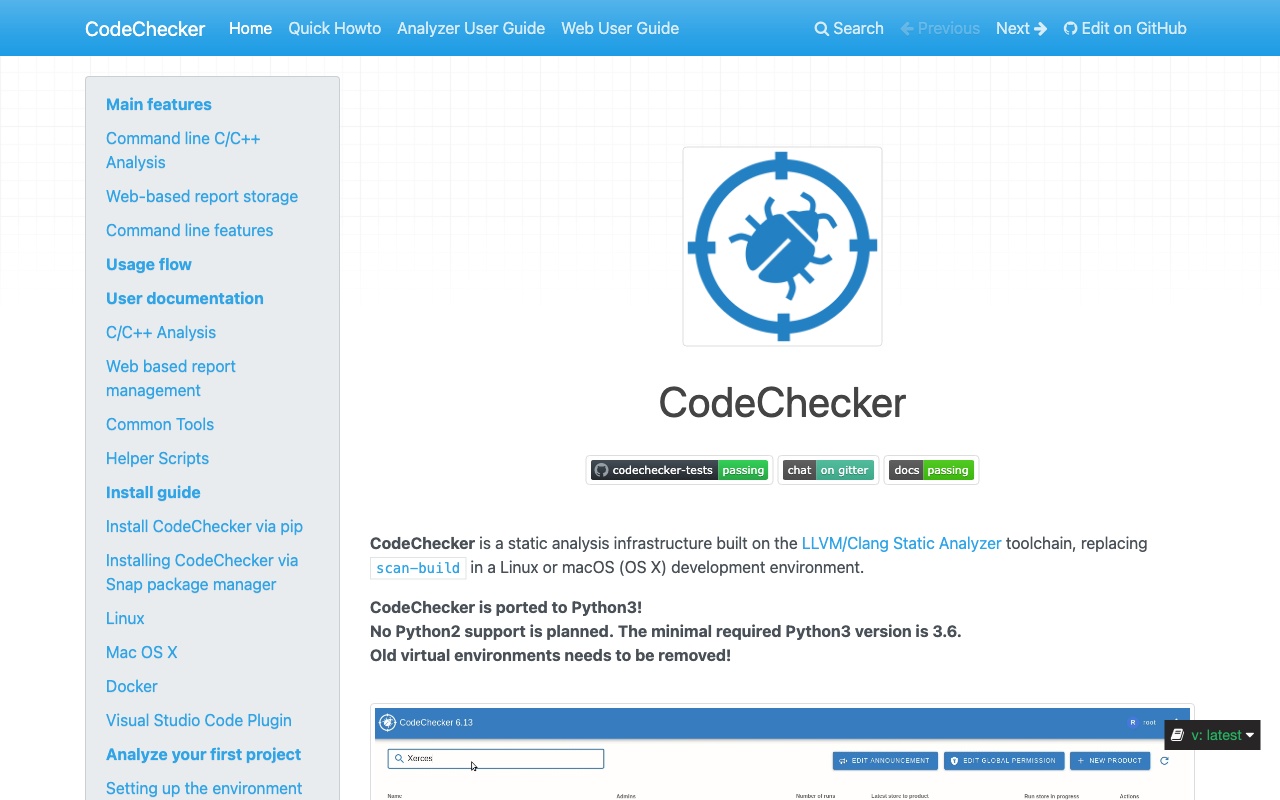 CodeChecker Home Quick Howto Analyzer User Guide Web User Guide Search Previous Next Edit on GitHub
Main features
Command line C/C++
Analysis
Web-based report storage
Command line features
Usage flow
User documentation
C/C++ Analysis
Web based report
management
Common Tools
Helper Scripts
Install guide
Install CodeChecker via pip
Installing CodeChecker via
Snap package manager
Linux
Mac OS X
Docker
Visual Studio Code Plugin
Analyze your first project
Setting up the environment
CodeChecker
codechecker-tests passing chat on gitter docs passing
CodeChecker is a static analysis infrastructure built on the LLVM/Clang Static Analyzer toolchain, replacing
scan-build in a Linux or macOS (OS X) development environment.
CodeChecker is ported to Python3!
No Python2 support is planned. The minimal required Python3 version is 3.6.
Old virtual environments needs to be removed!
CodeChecker 6.13 R root
Xerces EDIT ANNOUNCEMENT EDIT GLOBAL PERMISSION + NEW PRODUCT
Name Admins Number of runs Latest store to product Run store in progress Actions
v: latest